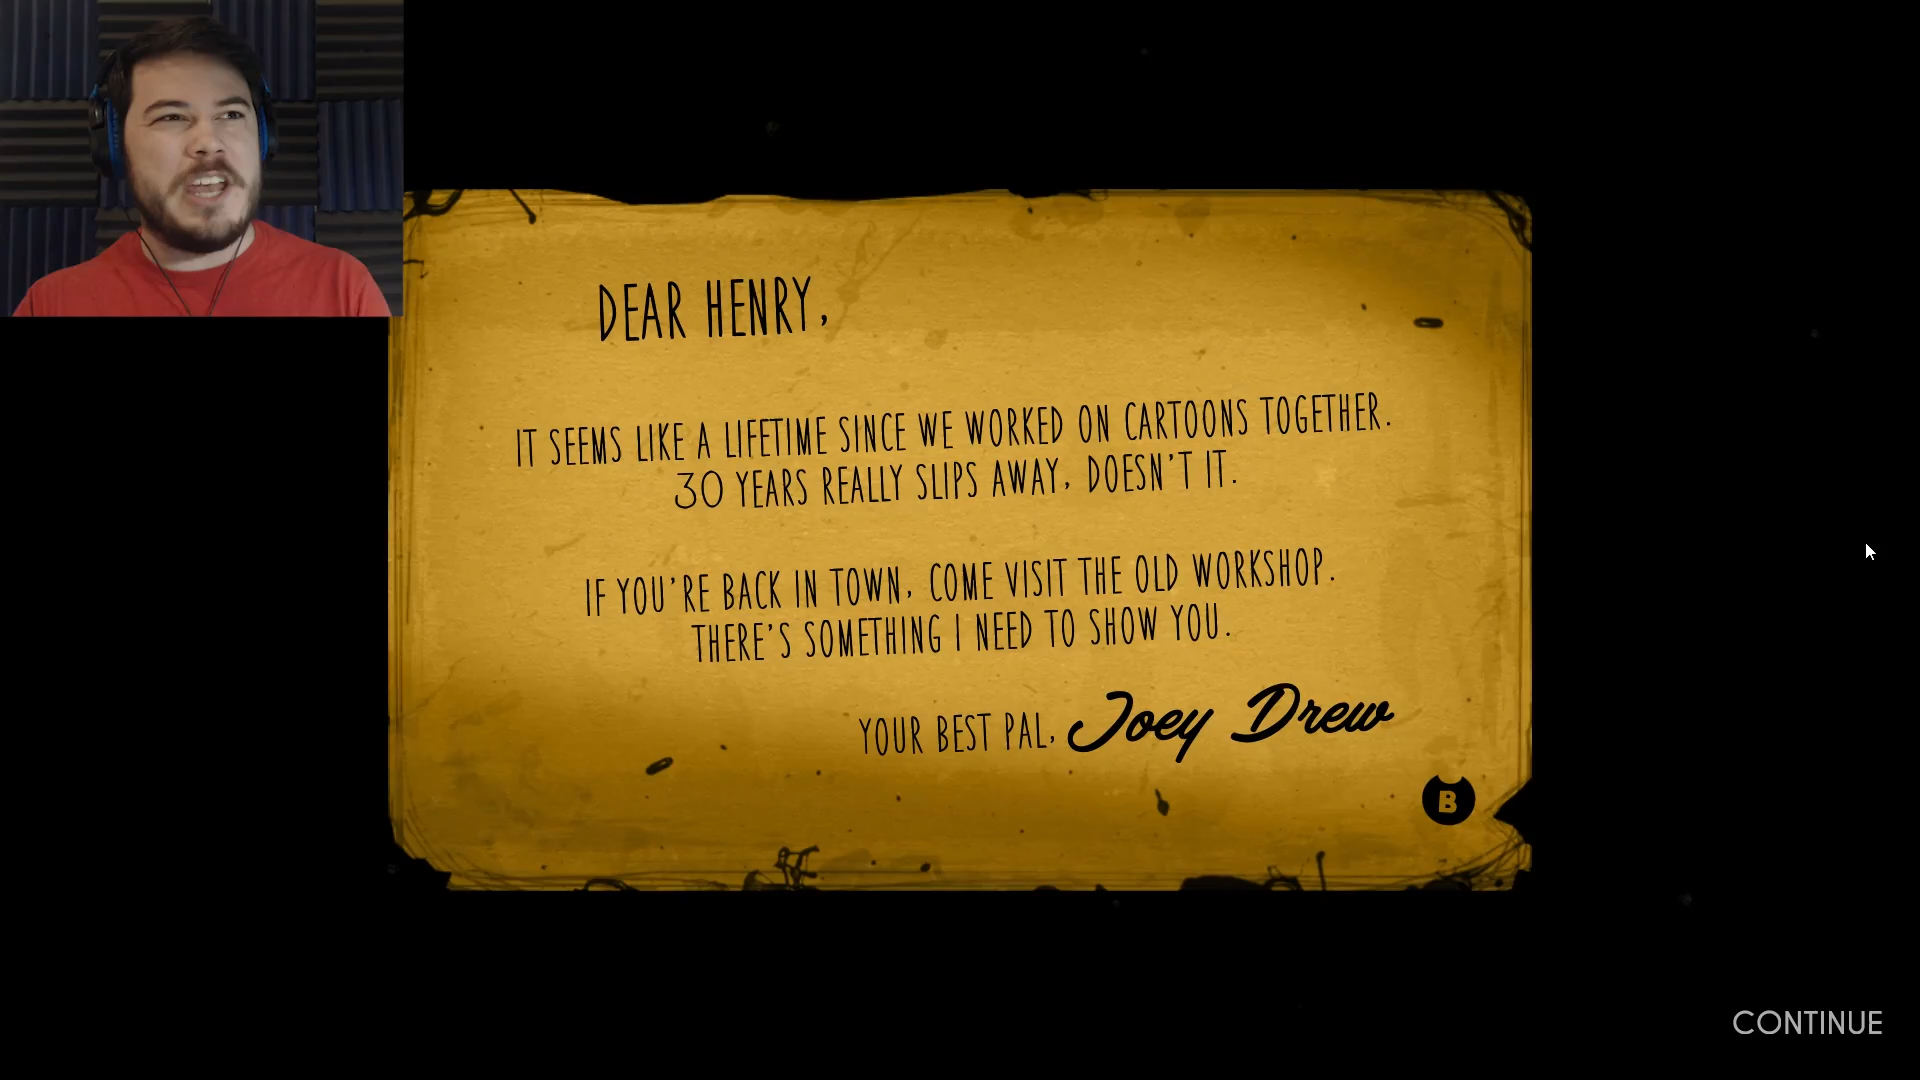 DEAR HENRY,
IT SEEMS LIKE A LIFETIME SINCE WE WORKED ON CARTOONS TOGETHER.
30 YEARS REALLY SLIPS AWAY, DOESN'T IT.
IF YOU'RE BACK IN TOWN, COME VISIT THE OLD WORKSHOP.
THERE'S SOMETHING I NEED TO SHOW YOU.
YOUR BEST PAL, Joey Drew
B
CONTINUE